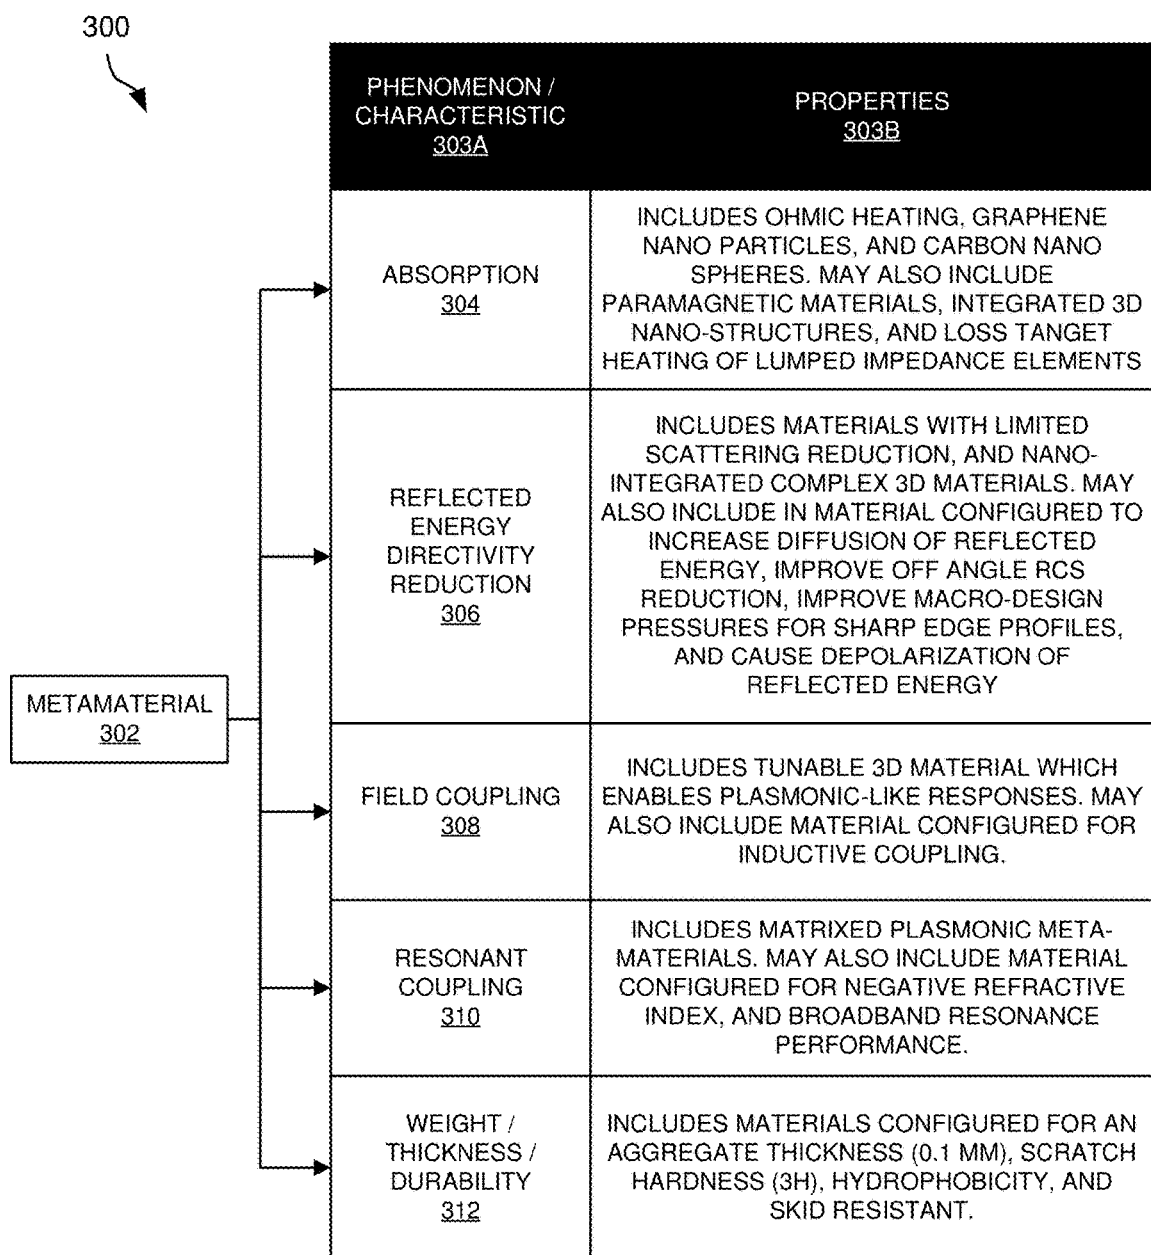 300
PHENOMENON /
CHARACTERISTIC
303A
PROPERTIES
303B
ABSORPTION
304
INCLUDES OHMIC HEATING, GRAPHENE
NANO PARTICLES, AND CARBON NANO
SPHERES. MAY ALSO INCLUDE
PARAMAGNETIC MATERIALS, INTEGRATED 3D
NANO-STRUCTURES, AND LOSS TANGET
HEATING OF LUMPED IMPEDANCE ELEMENTS
REFLECTED
ENERGY
DIRECTIVITY
REDUCTION
306
INCLUDES MATERIALS WITH LIMITED
SCATTERING REDUCTION, AND NANO-
INTEGRATED COMPLEX 3D MATERIALS. MAY
ALSO INCLUDE IN MATERIAL CONFIGURED TO
INCREASE DIFFUSION OF REFLECTED
ENERGY, IMPROVE OFF ANGLE RCS
REDUCTION, IMPROVE MACRO-DESIGN
PRESSURES FOR SHARP EDGE PROFILES,
AND CAUSE DEPOLARIZATION OF
REFLECTED ENERGY
METAMATERIAL
302
FIELD COUPLING
308
INCLUDES TUNABLE 3D MATERIAL WHICH
ENABLES PLASMONIC-LIKE RESPONSES. MAY
ALSO INCLUDE MATERIAL CONFIGURED FOR
INDUCTIVE COUPLING.
RESONANT
COUPLING
310
INCLUDES MATRIXED PLASMONIC META-
MATERIALS. MAY ALSO INCLUDE MATERIAL
CONFIGURED FOR NEGATIVE REFRACTIVE
INDEX, AND BROADBAND RESONANCE
PERFORMANCE.
WEIGHT /
THICKNESS /
DURABILITY
312
INCLUDES MATERIALS CONFIGURED FOR AN
AGGREGATE THICKNESS (0.1 MM), SCRATCH
HARDNESS (3H), HYDROPHOBICITY, AND
SKID RESISTANT.